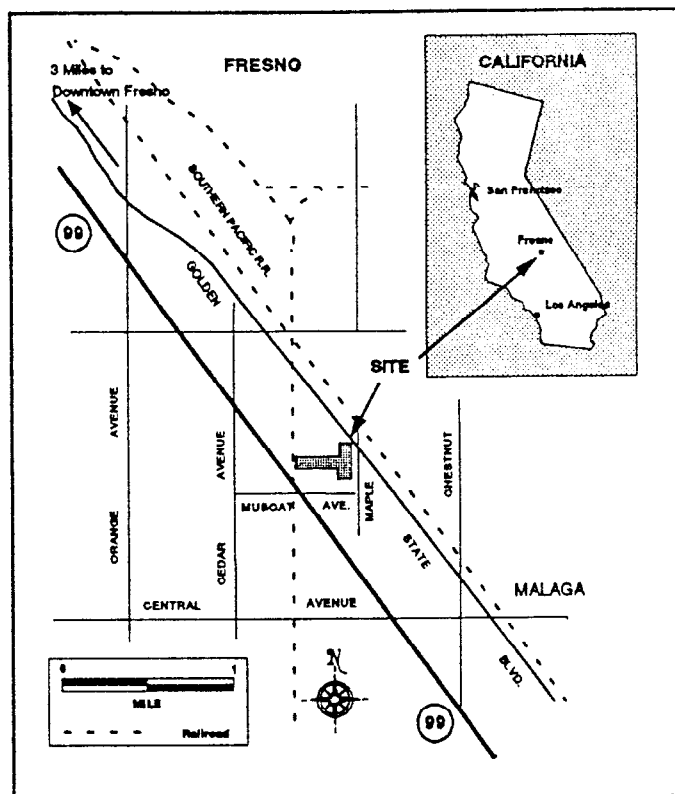 FRESNO
3 Miles to
Downtown Fresno
CALIFORNIA
San Francisco
Fresno
Los Angeles
SOUTHERN PACIFIC R.R.
99
GOLDEN
SITE
ORANGE AVENUE
CEDAR AVENUE
MUSCAT AVE.
MAPLE
CHESTNUT
STATE
MALAGA
CENTRAL AVENUE
BLVD.
0 1
MILE
Railroad
N
99